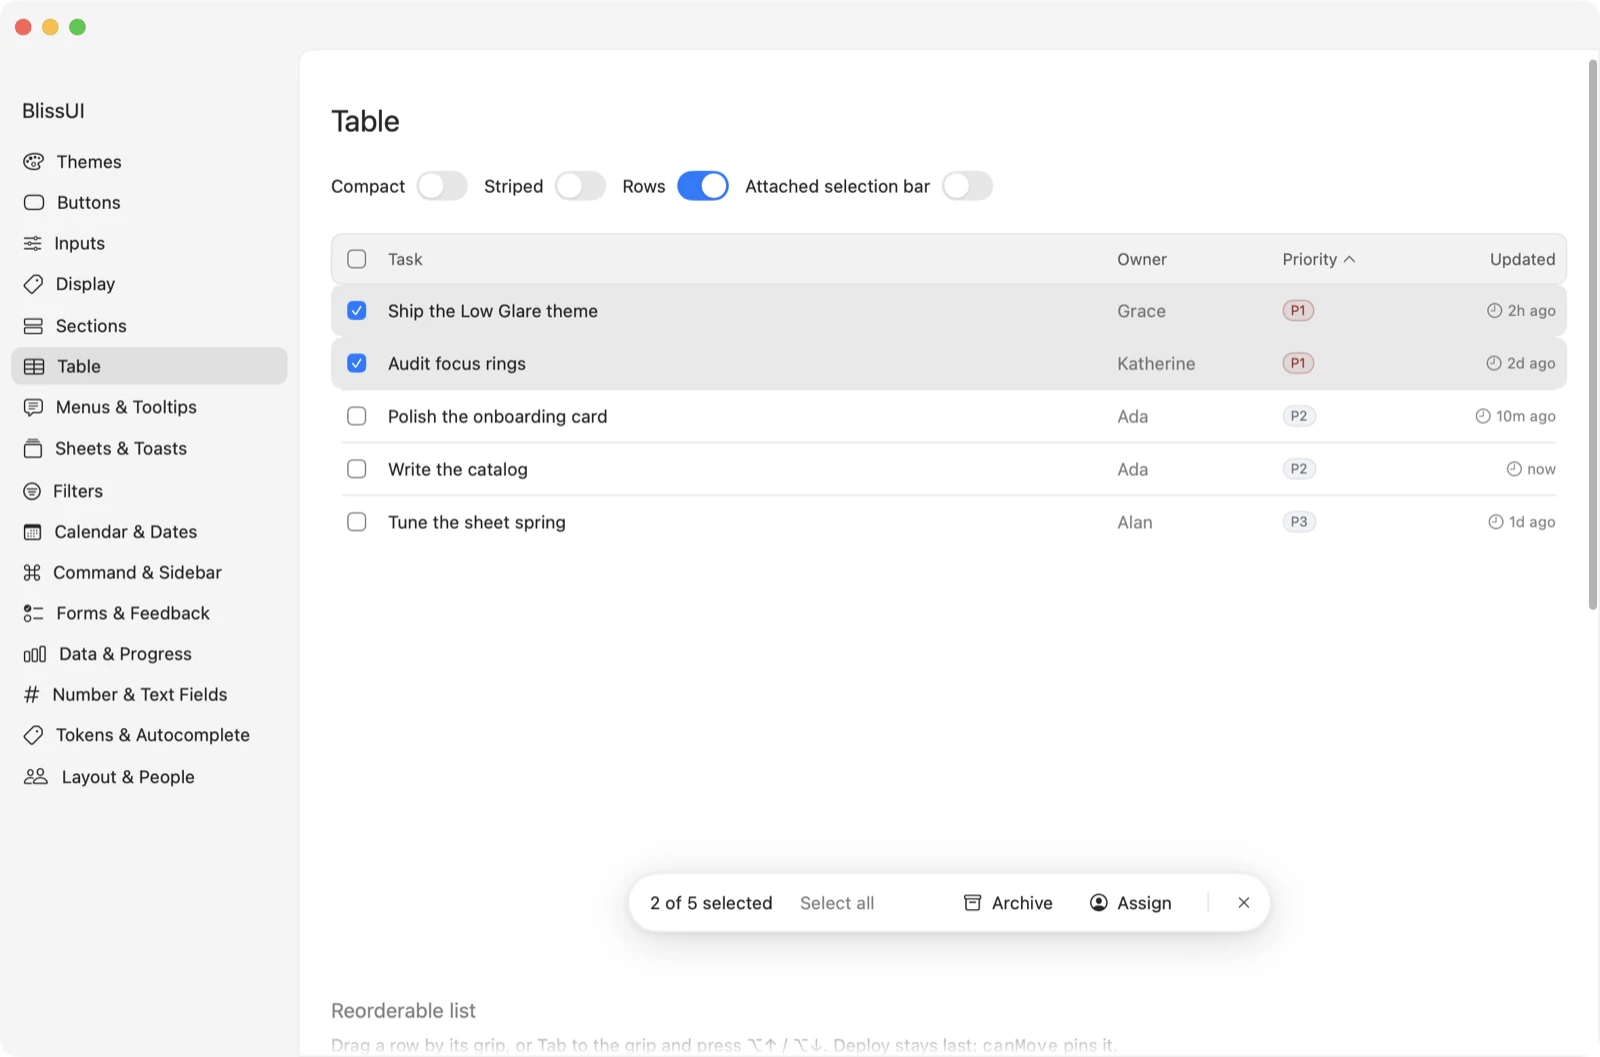 BlissUI
Themes
Buttons
Inputs
Display
Sections
Table
Menus & Tooltips
Sheets & Toasts
Filters
Calendar & Dates
Command & Sidebar
Forms & Feedback
Data & Progress
Number & Text Fields
Tokens & Autocomplete
Layout & People
Table
Compact Striped Rows Attached selection bar
Task Owner Priority Updated
Ship the Low Glare theme Grace P1 2h ago
Audit focus rings Katherine P1 2d ago
Polish the onboarding card Ada P2 10m ago
Write the catalog Ada P2 now
Tune the sheet spring Alan P3 1d ago
2 of 5 selected Select all Archive Assign
Reorderable list
Drag a row by its grip, or Tab to the grip and press ⌥↑ / ⌥↓. Deploy stays last: canMove pins it.